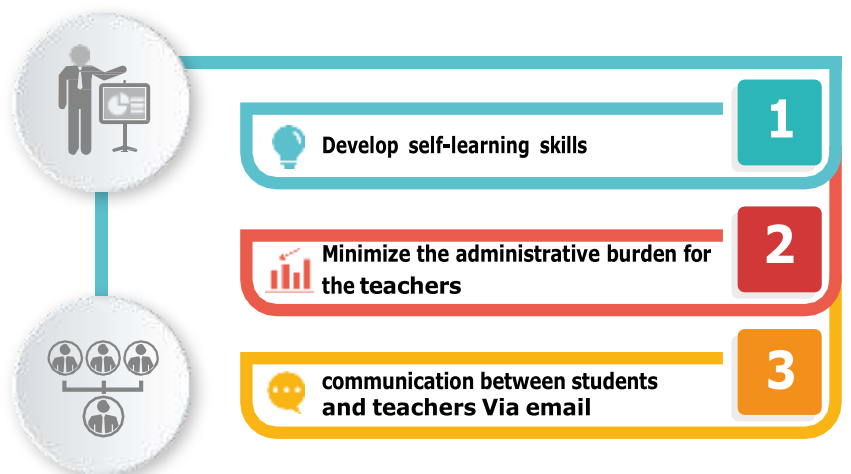 1
Develop self-learning skills
2
Minimize the administrative burden for
the teachers
3
communication between students
and teachers Via email